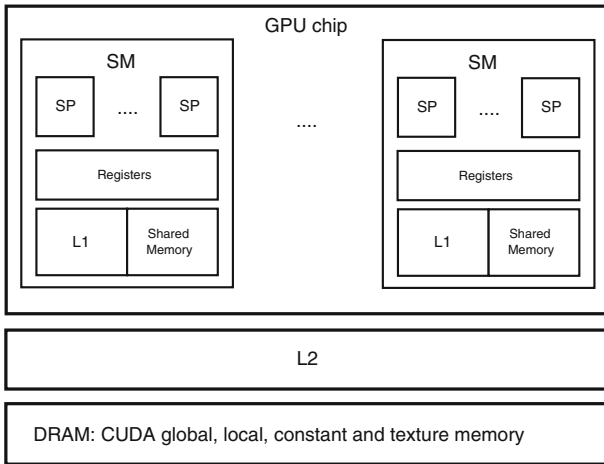 GPU chip
SM
SP
....
SP
Registers
L1
Shared
Memory
....
SM
SP
....
SP
Registers
L1
Shared
Memory
L2
DRAM: CUDA global, local, constant and texture memory